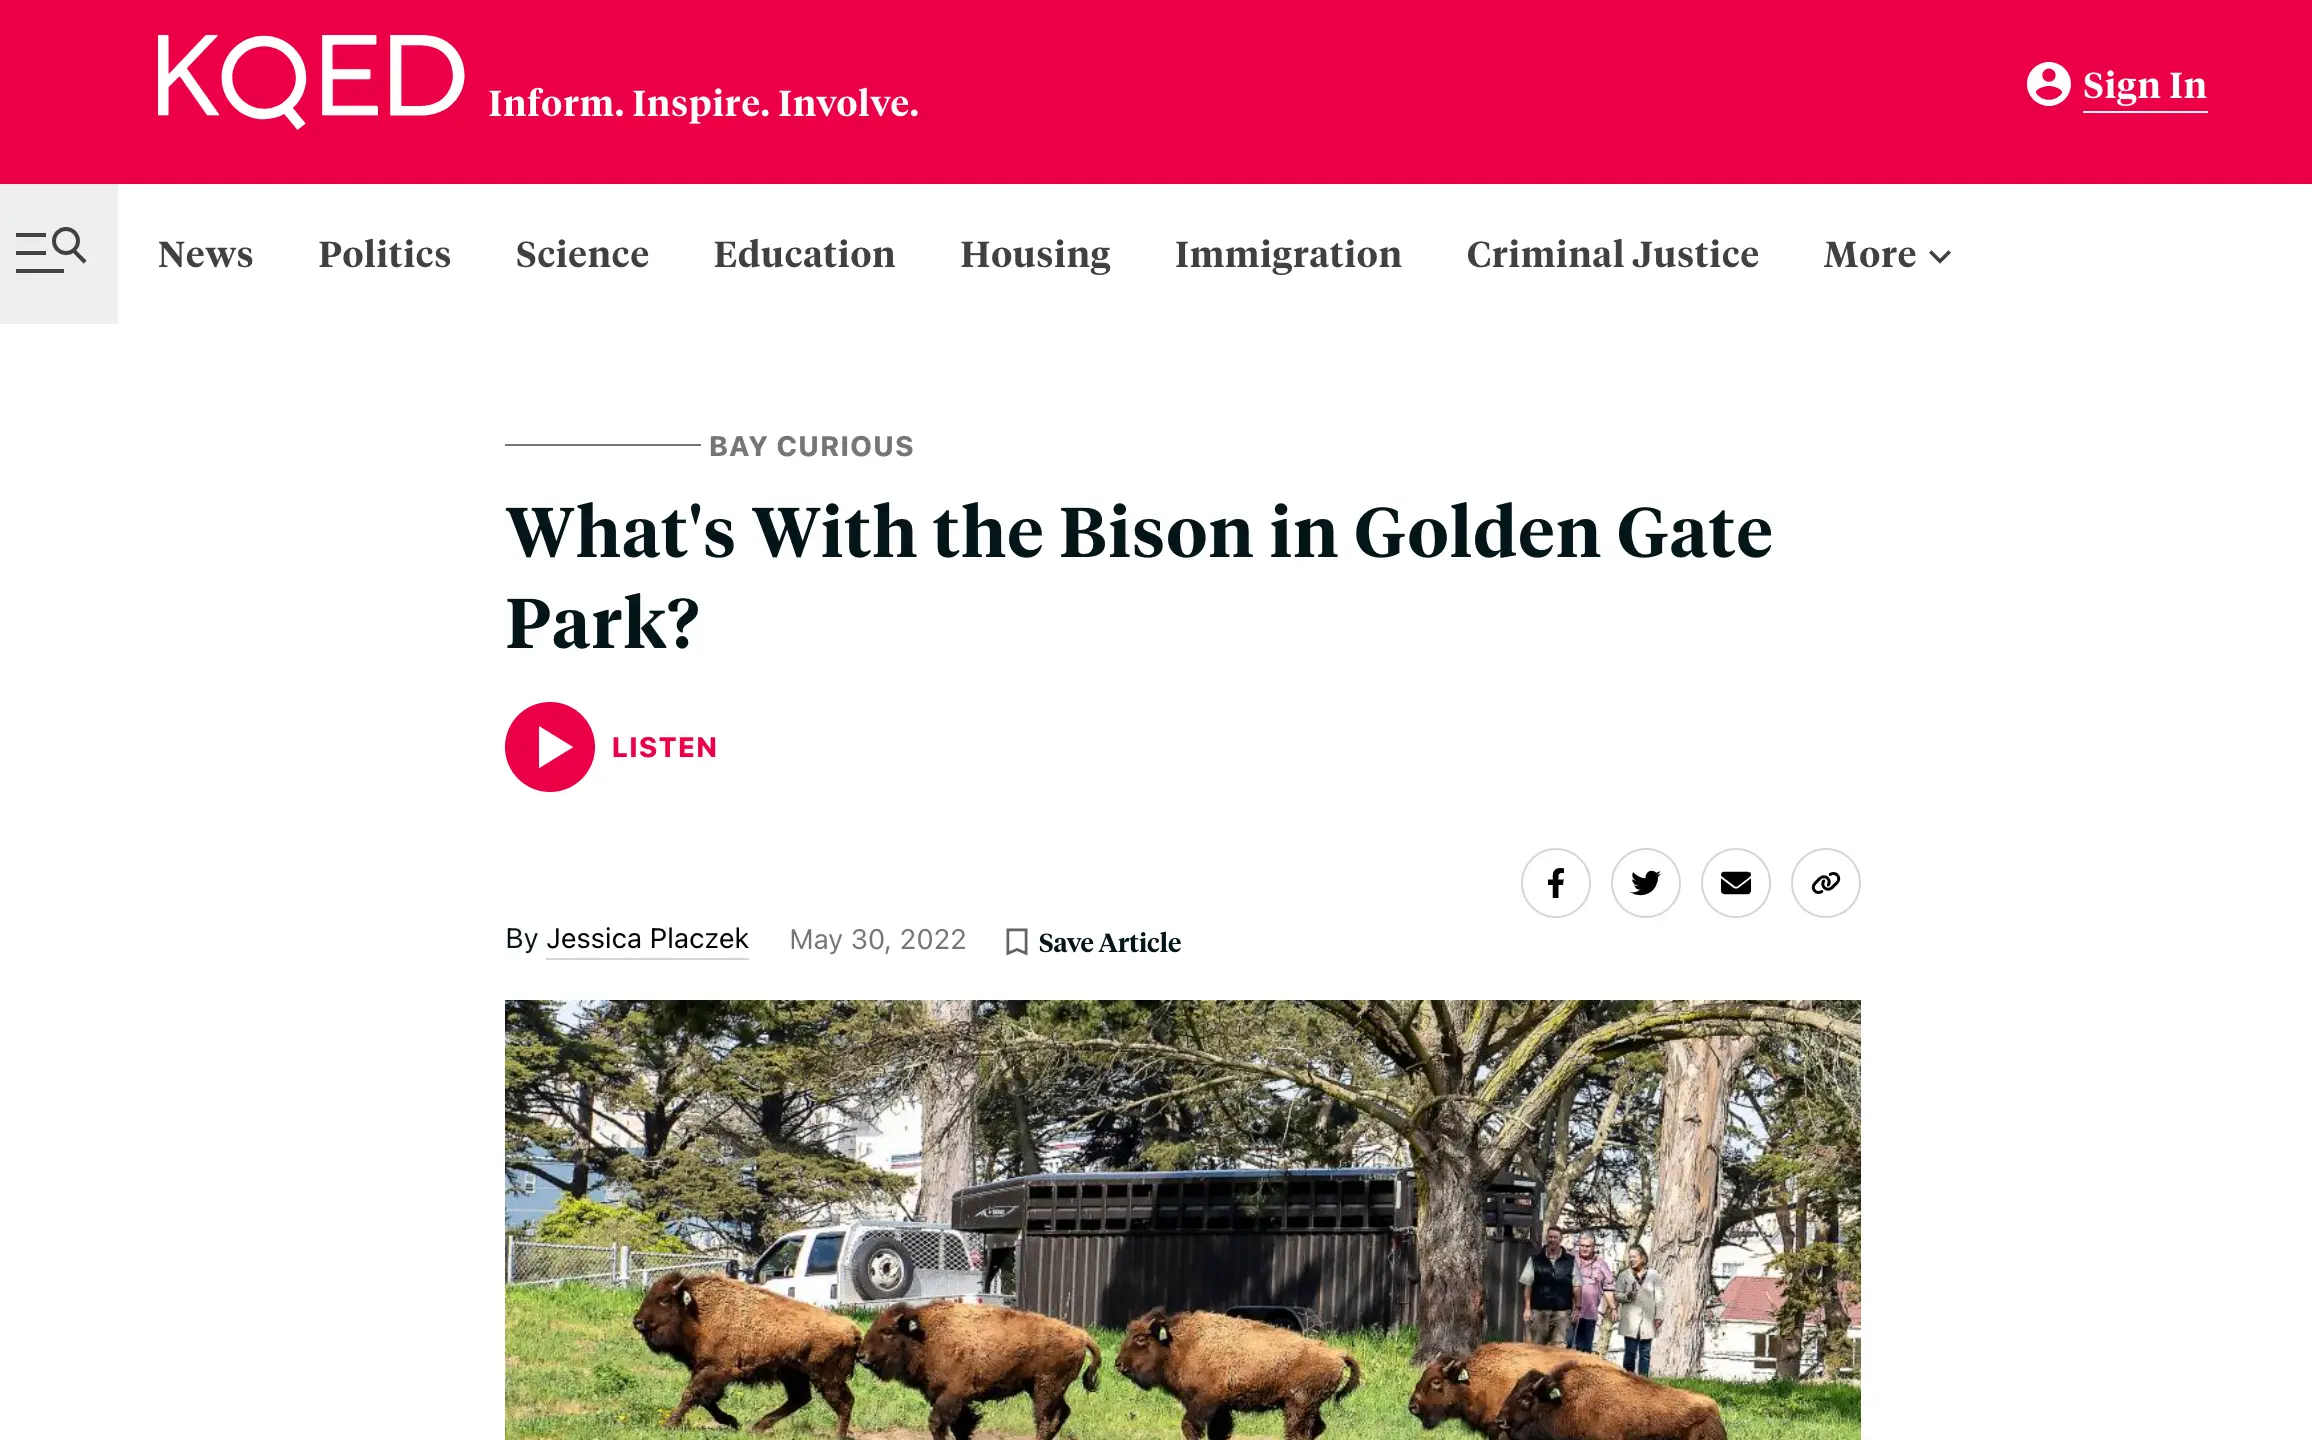 KQED Inform. Inspire. Involve.
Sign In
News Politics Science Education Housing Immigration Criminal Justice More
BAY CURIOUS
What's With the Bison in Golden Gate
Park?
LISTEN
By Jessica Placzek May 30, 2022 Save Article